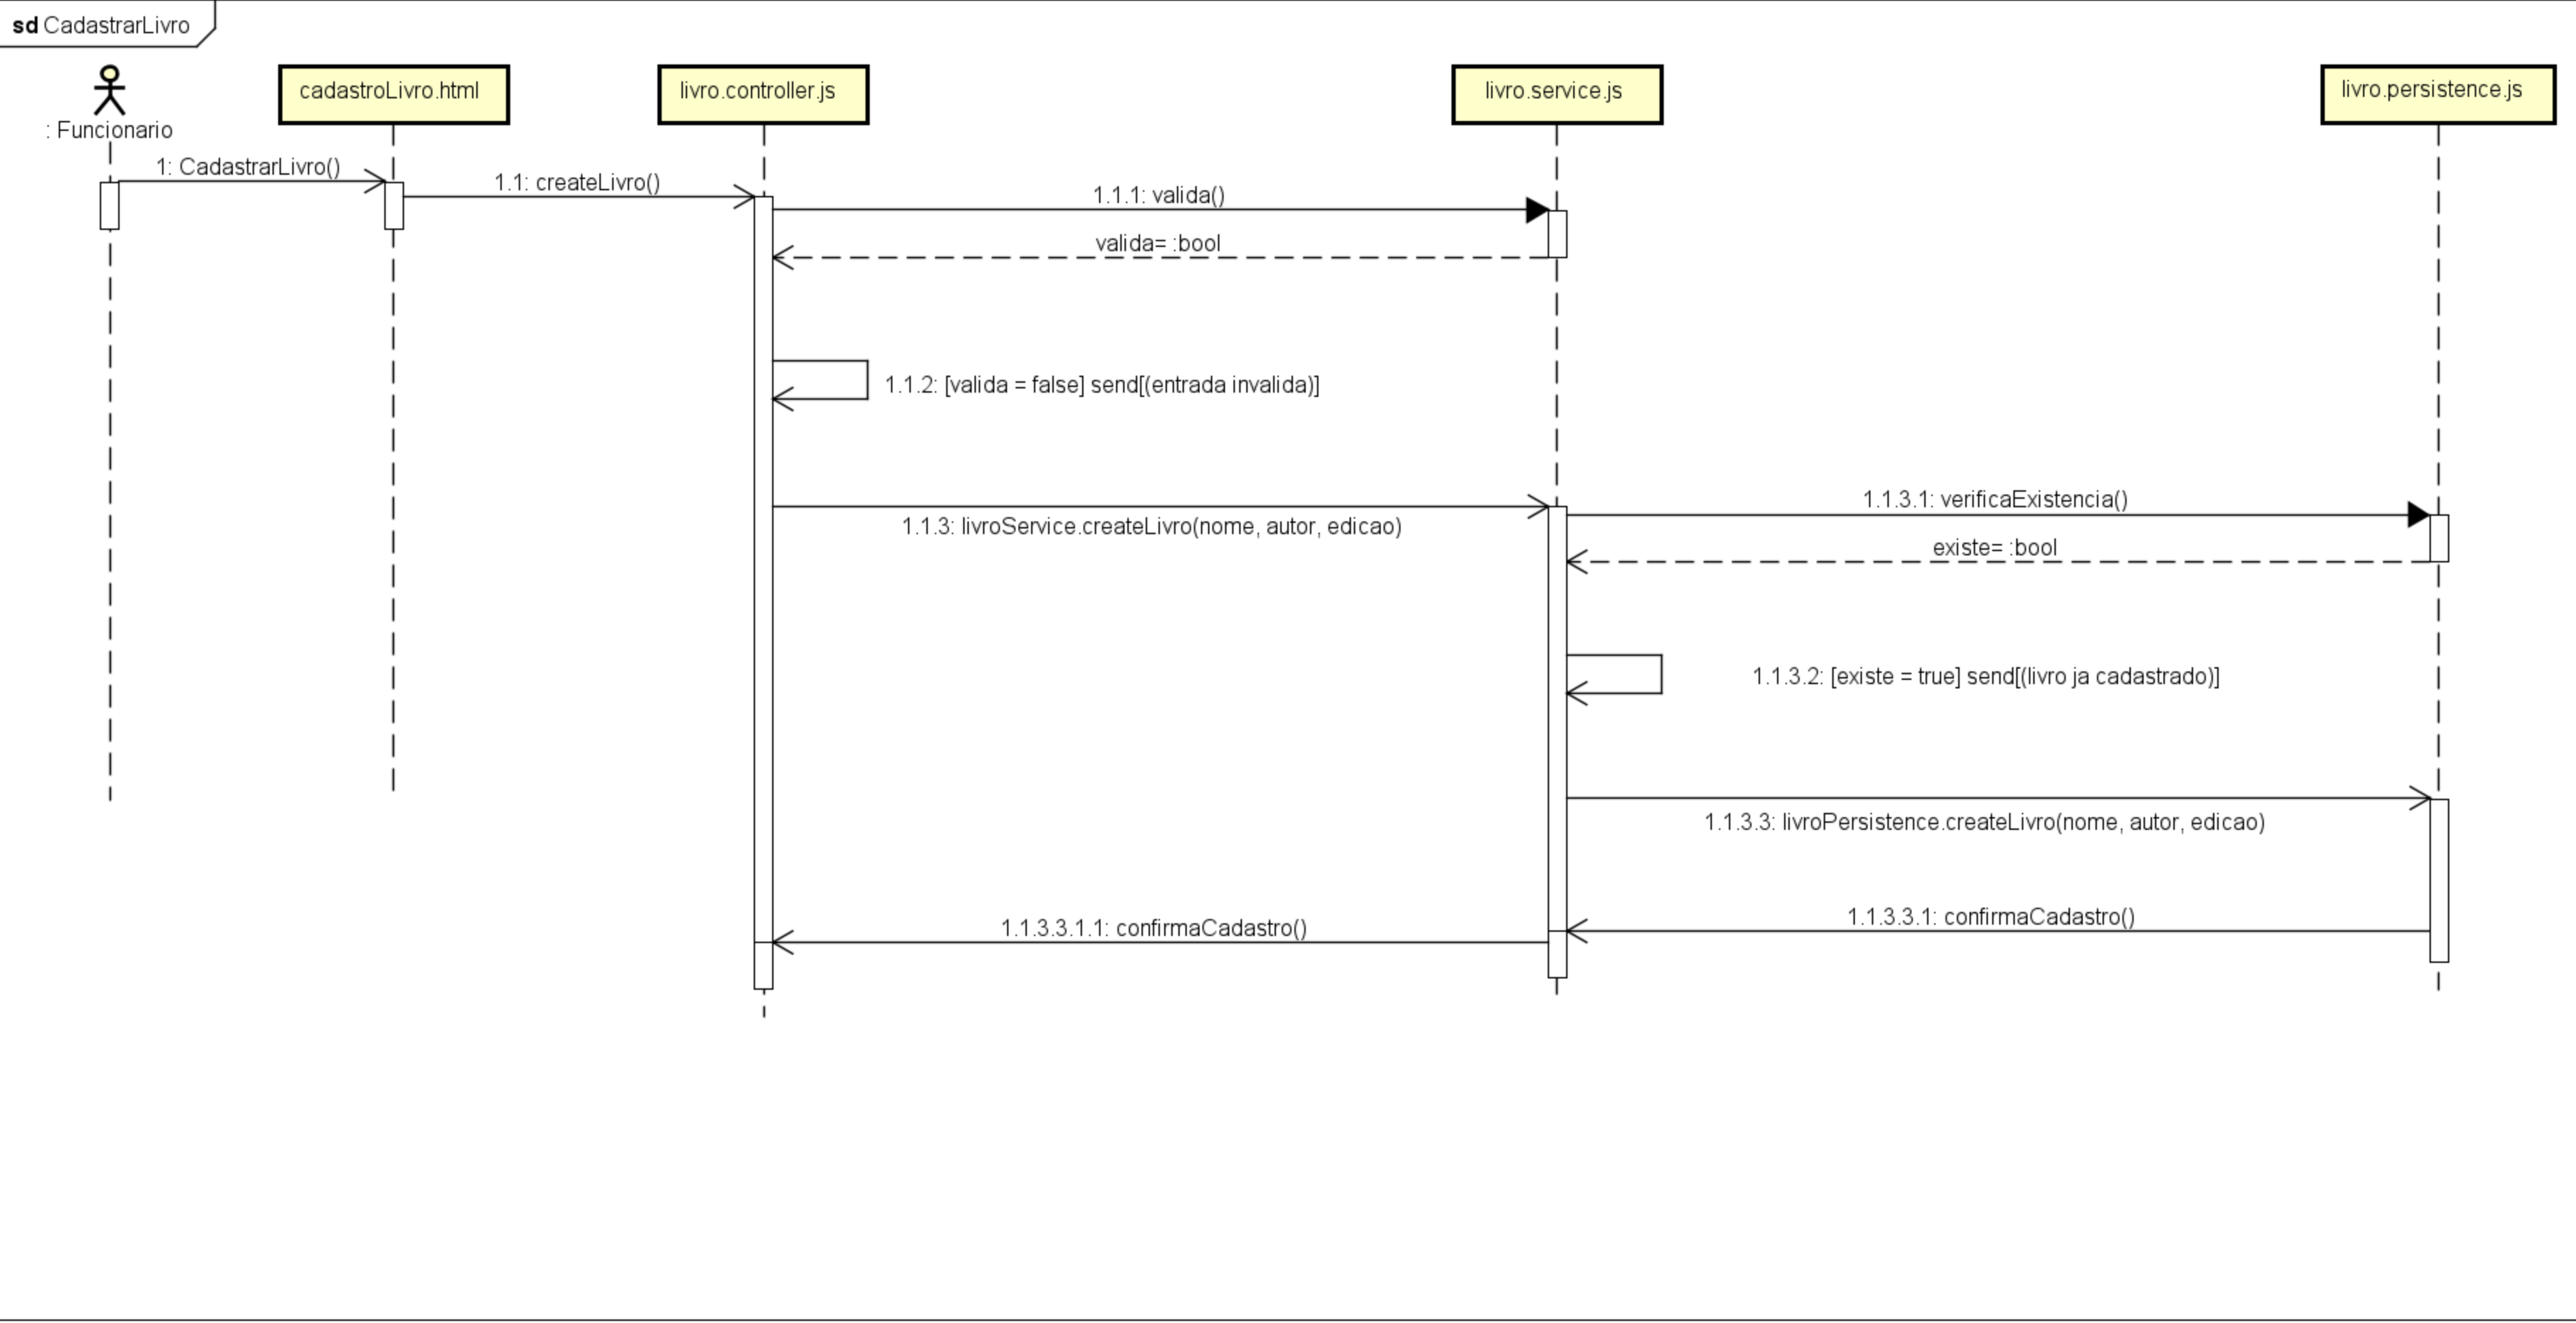 sd CadastrarLivro
: Funcionario
cadastroLivro.html
livro.controller.js
livro.service.js
livro.persistence.js
1: CadastrarLivro()
1.1: createLivro()
1.1.1: valida()
valida= :bool
1.1.2: [valida = false] send[(entrada invalida)]
1.1.3: livroService.createLivro(nome, autor, edicao)
1.1.3.1: verificaExistencia()
existe= :bool
1.1.3.2: [existe = true] send[(livro ja cadastrado)]
1.1.3.3: livroPersistence.createLivro(nome, autor, edicao)
1.1.3.3.1: confirmaCadastro()
1.1.3.3.1.1: confirmaCadastro()